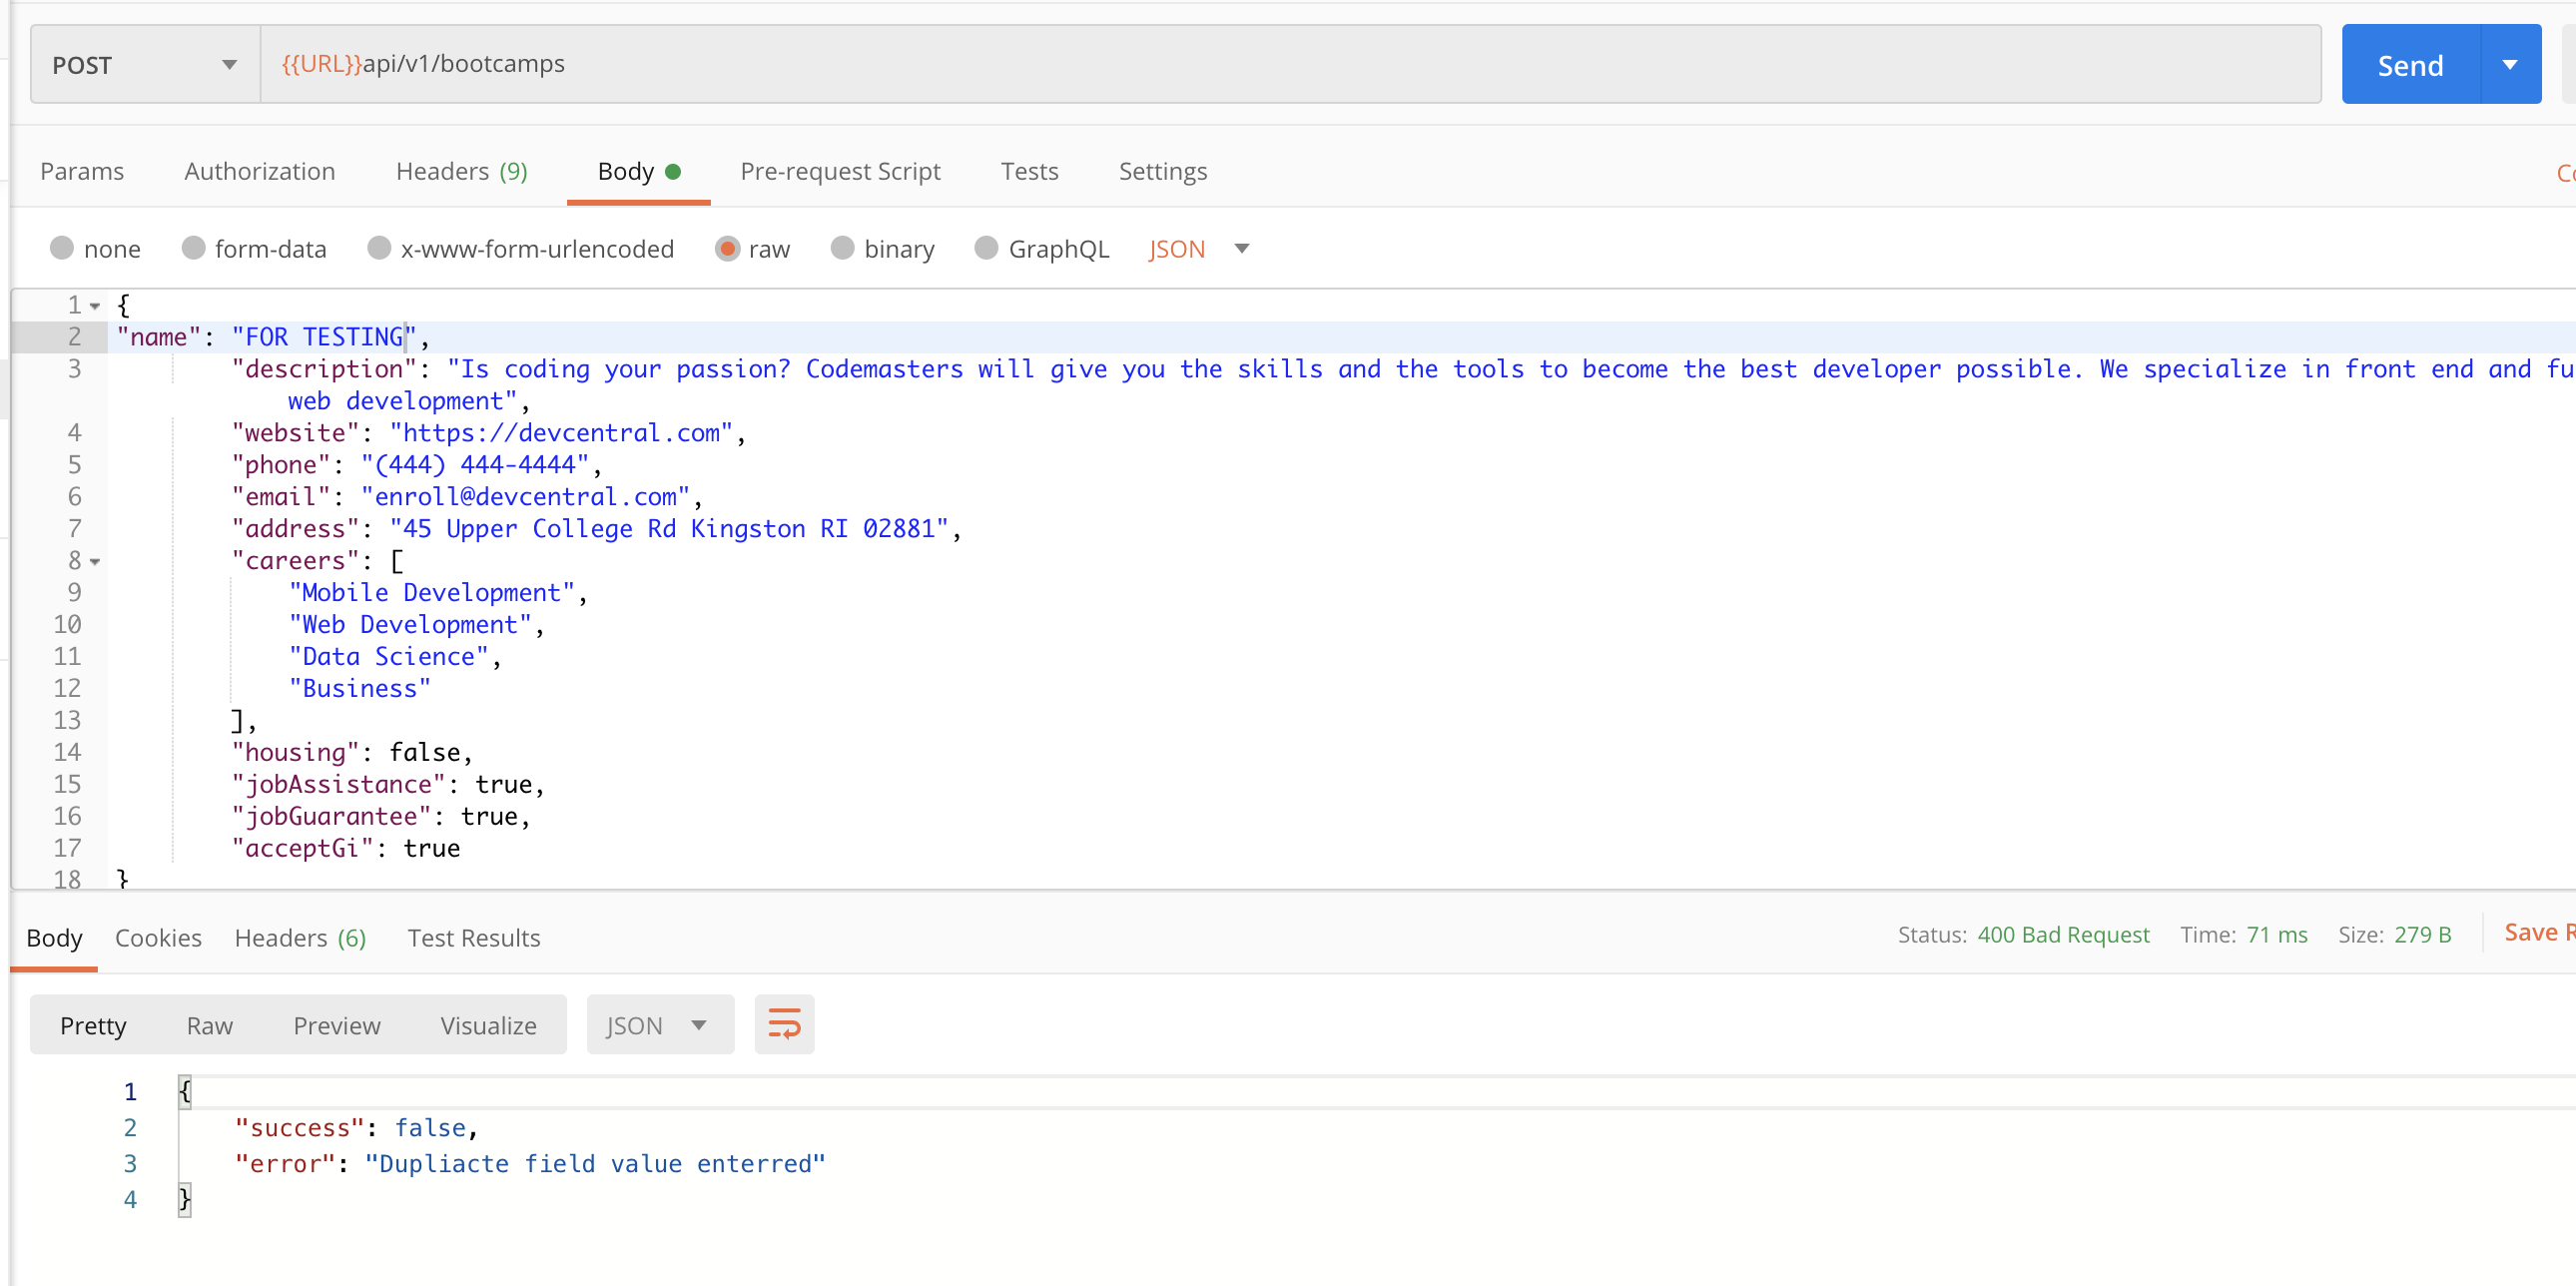 POST {{URL}}api/v1/bootcamps Send
Params Authorization Headers (9) Body Pre-request Script Tests Settings
none form-data x-www-form-urlencoded raw binary GraphQL JSON
1 {
2 "name": "FOR TESTING",
3 "description": "Is coding your passion? Codemasters will give you the skills and the tools to become the best developer possible. We specialize in front end and fu
web development",
4 "website": "https://devcentral.com",
5 "phone": "(444) 444-4444",
6 "email": "enroll@devcentral.com",
7 "address": "45 Upper College Rd Kingston RI 02881",
8 "careers": [
9 "Mobile Development",
10 "Web Development",
11 "Data Science",
12 "Business"
13 ],
14 "housing": false,
15 "jobAssistance": true,
16 "jobGuarantee": true,
17 "acceptGi": true
18 }
Body Cookies Headers (6) Test Results Status: 400 Bad Request Time: 71 ms Size: 279 B Save R
Pretty Raw Preview Visualize JSON
1 {
2 "success": false,
3 "error": "Dupliacte field value enterred"
4 }